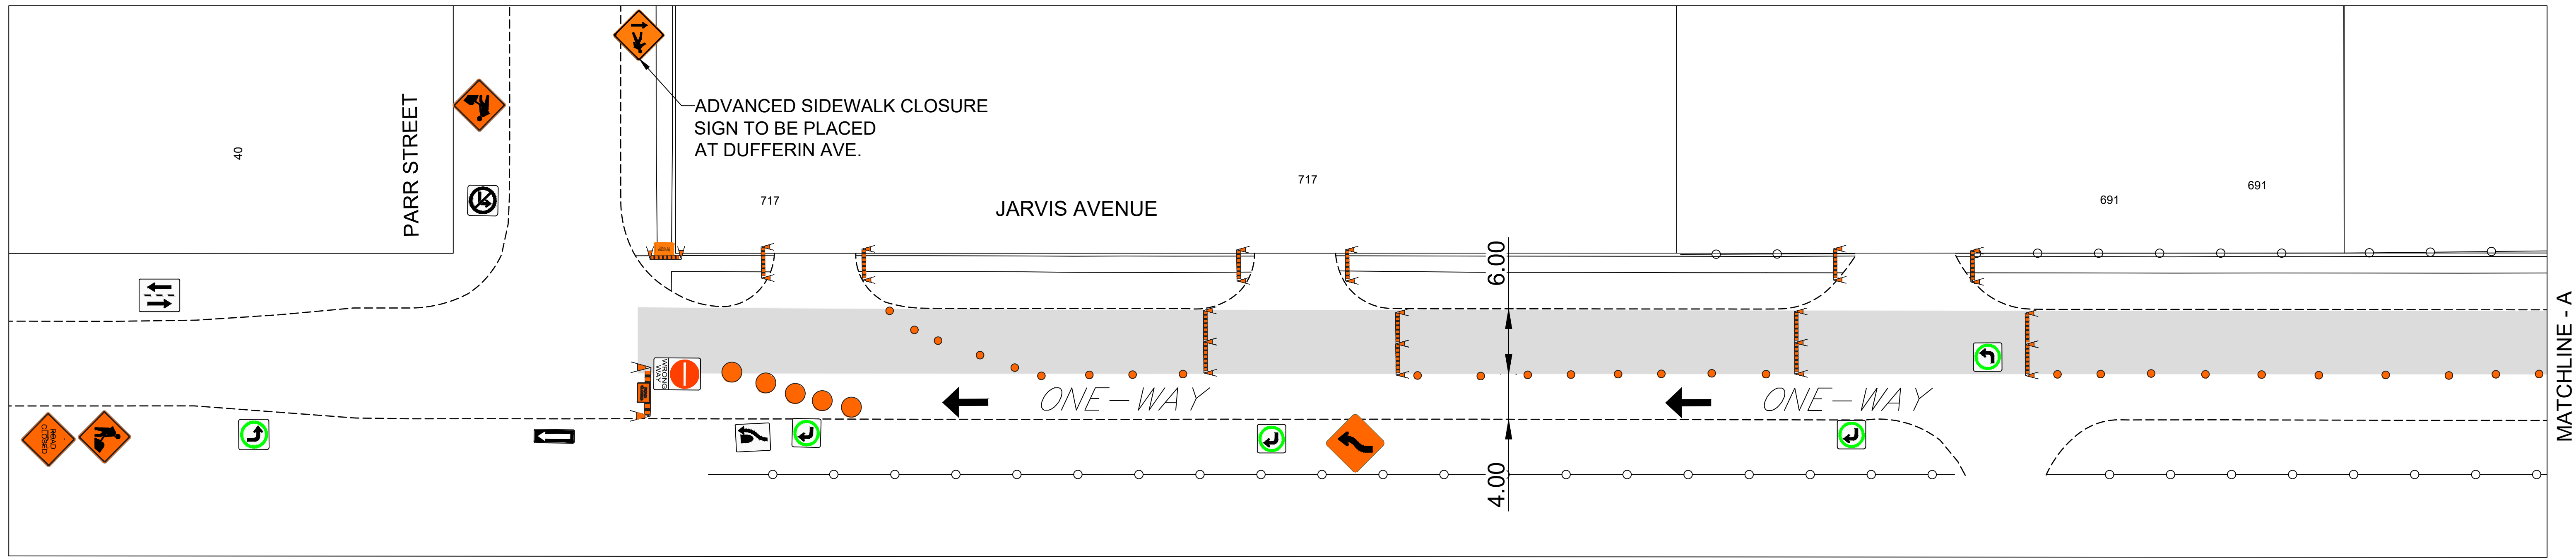 ADVANCED SIDEWALK CLOSURE
SIGN TO BE PLACED
AT DUFFERIN AVE.
PARR STREET
40
717
JARVIS AVENUE
717
691
691
6.00
WRONG
WAY
ONE-WAY
ONE-WAY
ROAD
CLOSED
4.00
MATCHLINE - A